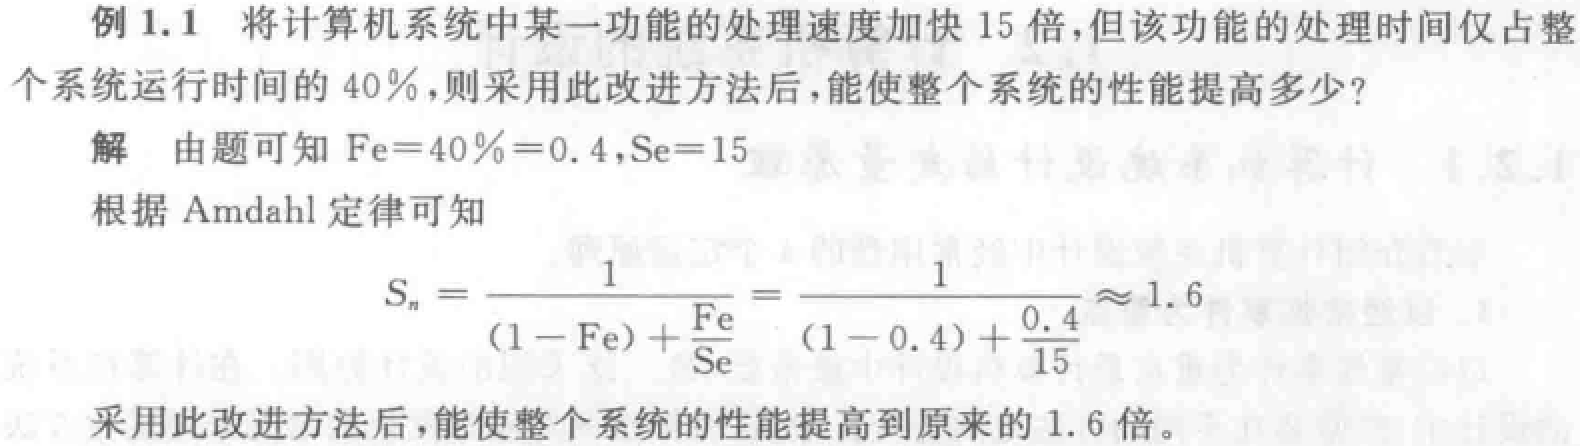 例 1.1 将计算机系统中某一功能的处理速度加快 15 倍,但该功能的处理时间仅占整
个系统运行时间的 40%,则采用此改进方法后,能使整个系统的性能提高多少?
解 由题可知 Fe=40%=0.4,Se=15
根据 Amdahl 定律可知
Sₙ = 1/((1-Fe)+Fe/Se) = 1/((1-0.4)+0.4/15) ≈ 1.6
采用此改进方法后,能使整个系统的性能提高到原来的 1.6 倍。